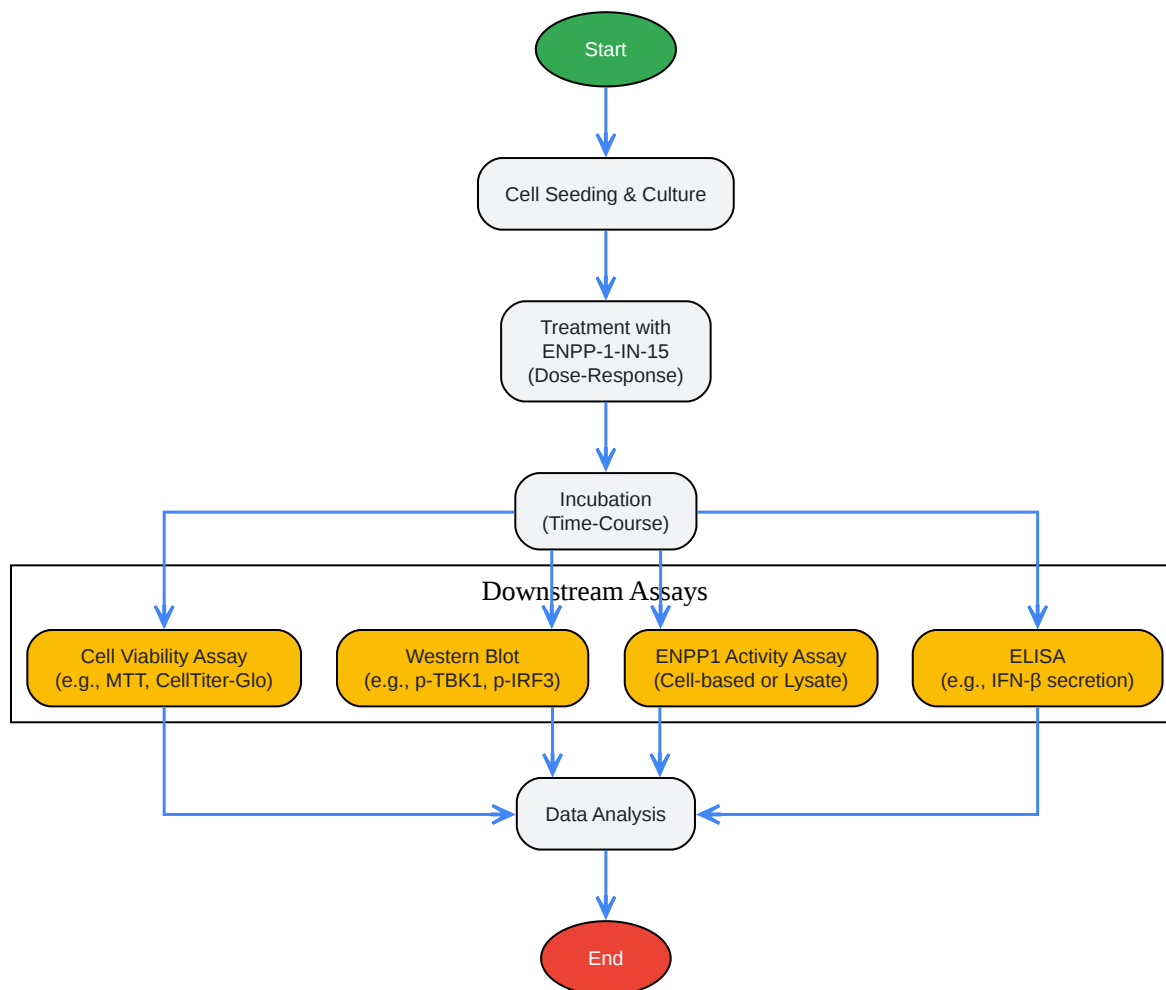 Start
Cell Seeding & Culture
Treatment with
ENPP-1-IN-15
(Dose-Response)
Incubation
(Time-Course)
Downstream Assays
Cell Viability Assay
(e.g., MTT, CellTiter-Glo)
Western Blot
(e.g., p-TBK1, p-IRF3)
ENPP1 Activity Assay
(Cell-based or Lysate)
ELISA
(e.g., IFN-β secretion)
Data Analysis
End